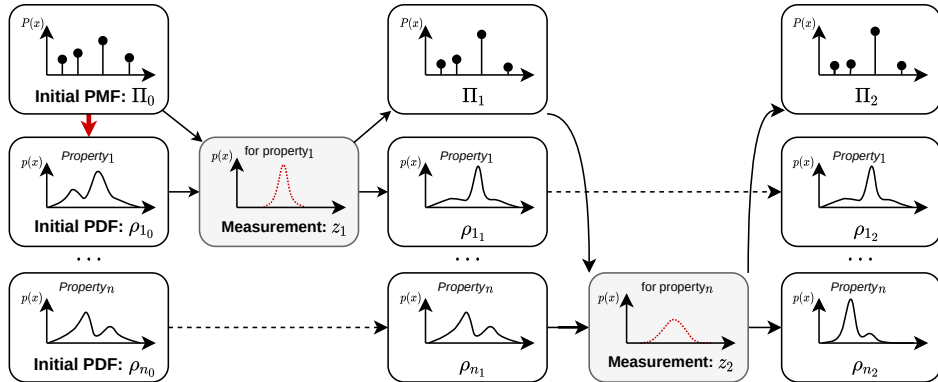 P(x)
Initial PMF: Π₀
P(x)
Π₁
P(x)
Π₂
Property₁
p(x)
Initial PDF: ρ₁₀
for property₁
p(x)
Measurement: z₁
Property₁
p(x)
ρ₁₁
Property₁
p(x)
ρ₁₂
...
...
...
Propertyₙ
p(x)
Initial PDF: ρₙ₀
Propertyₙ
p(x)
ρₙ₁
for propertyₙ
p(x)
Measurement: z₂
Propertyₙ
p(x)
ρₙ₂